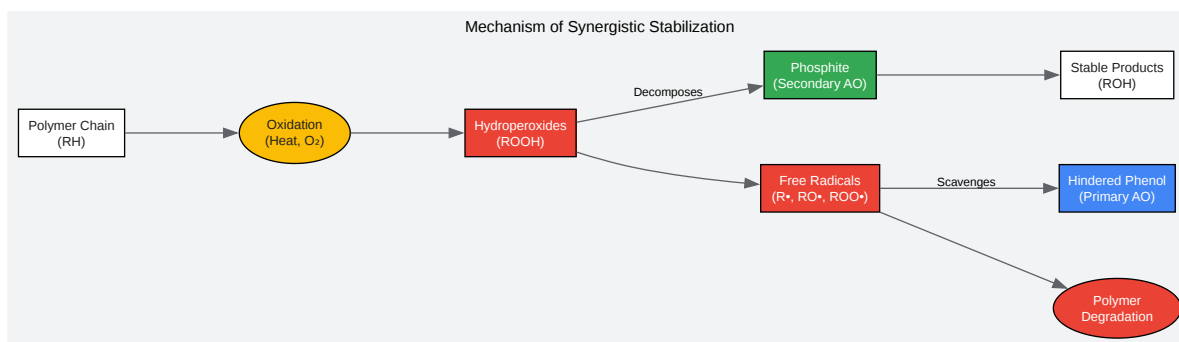 Mechanism of Synergistic Stabilization
Polymer Chain
(RH)
Oxidation
(Heat, O₂)
Hydroperoxides
(ROOH)
Decomposes
Phosphite
(Secondary AO)
Stable Products
(ROH)
Free Radicals
(R•, RO•, ROO•)
Scavenges
Hindered Phenol
(Primary AO)
Polymer
Degradation